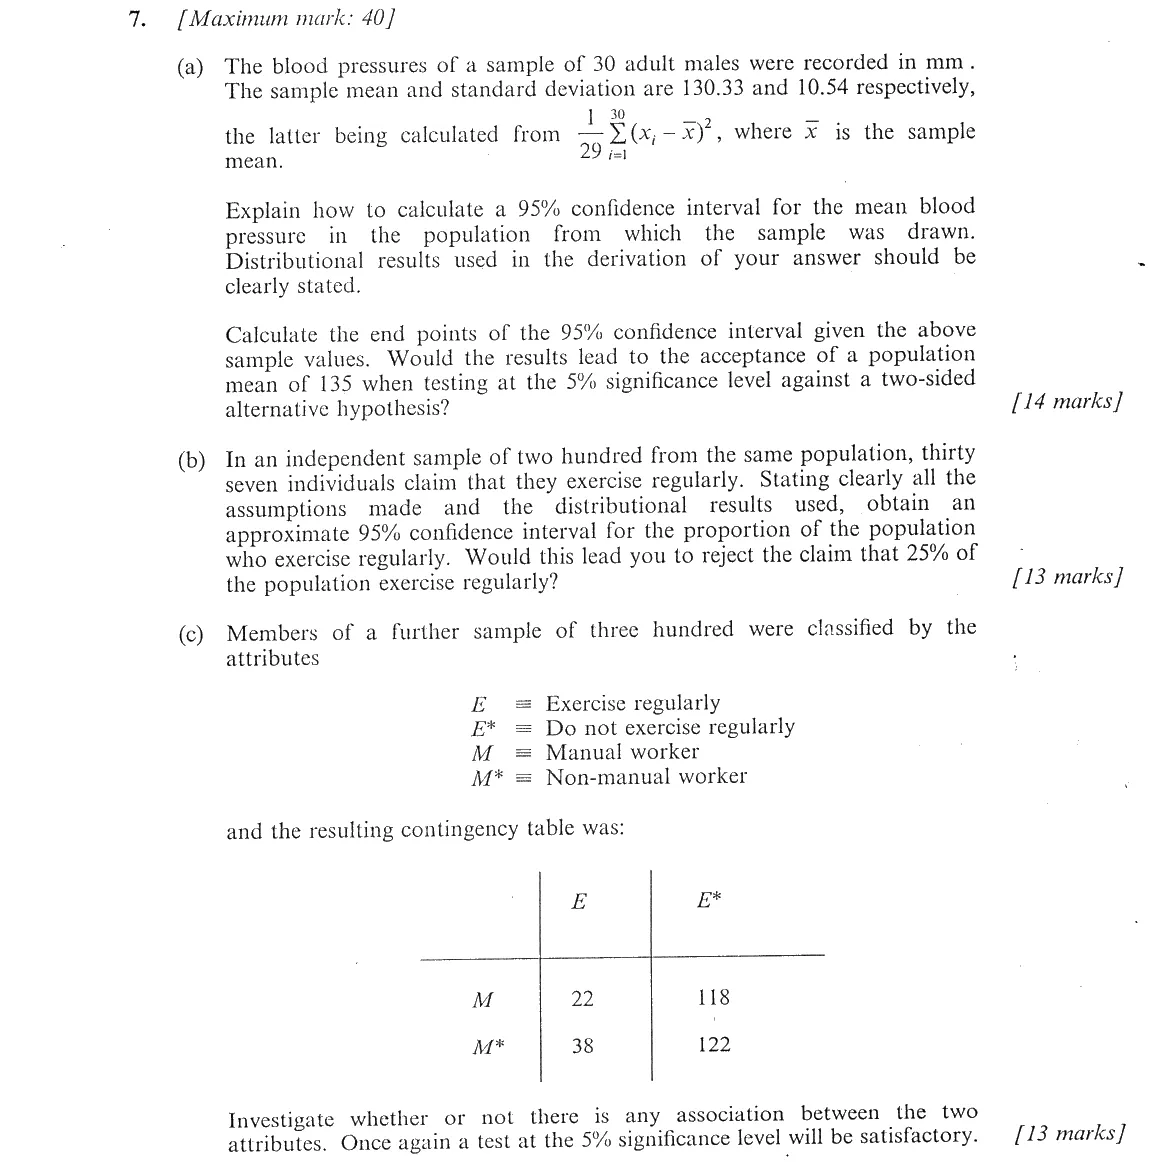 7. [Maximum mark: 40]
(a) The blood pressures of a sample of 30 adult males were recorded in mm .
The sample mean and standard deviation are 130.33 and 10.54 respectively,
the latter being calculated from \frac{1}{29} \sum_{i=1}^{30} (x_i - \overline{x})^2 , where \overline{x} is the sample
mean.
Explain how to calculate a 95% confidence interval for the mean blood
pressure in the population from which the sample was drawn.
Distributional results used in the derivation of your answer should be
clearly stated.
Calculate the end points of the 95% confidence interval given the above
sample values. Would the results lead to the acceptance of a population
mean of 135 when testing at the 5% significance level against a two-sided
alternative hypothesis? [14 marks]
(b) In an independent sample of two hundred from the same population, thirty
seven individuals claim that they exercise regularly. Stating clearly all the
assumptions made and the distributional results used, obtain an
approximate 95% confidence interval for the proportion of the population
who exercise regularly. Would this lead you to reject the claim that 25% of
the population exercise regularly? [13 marks]
(c) Members of a further sample of three hundred were classified by the
attributes
E ≡ Exercise regularly
E* ≡ Do not exercise regularly
M ≡ Manual worker
M* ≡ Non-manual worker
and the resulting contingency table was:
E E*
M 22 118
M* 38 122
Investigate whether or not there is any association between the two
attributes. Once again a test at the 5% significance level will be satisfactory. [13 marks]